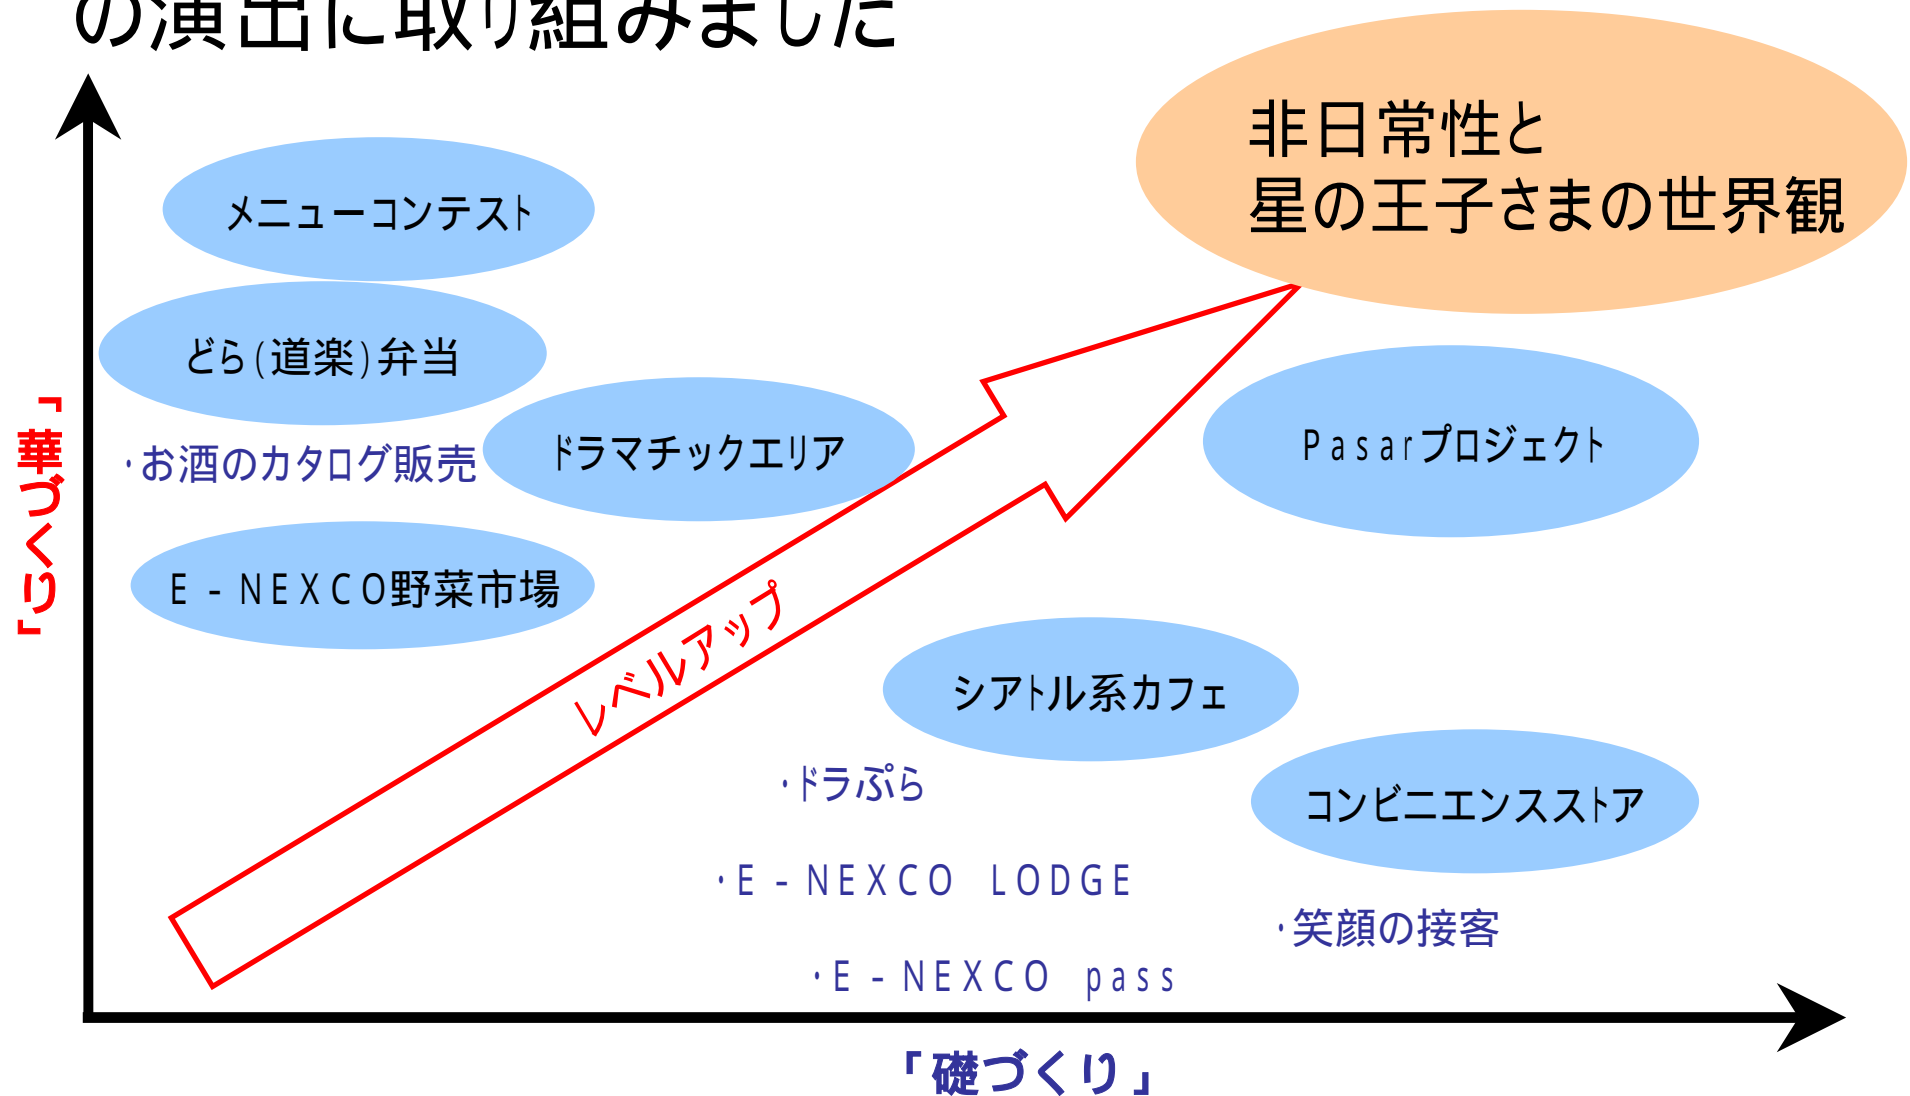 の演出に取り組みました
非日常性と
星の王子さまの世界観
メニューコンテスト
どら(道楽)弁当
・お酒のカタログ販売
ドラマチックエリア
Pasarプロジェクト
「華づくり」
E-NEXCO野菜市場
レベルアップ
シアトル系カフェ
・ドラぷら
コンビニエンスストア
・E-NEXCO LODGE
・笑顔の接客
・E-NEXCO pass
「礎づくり」